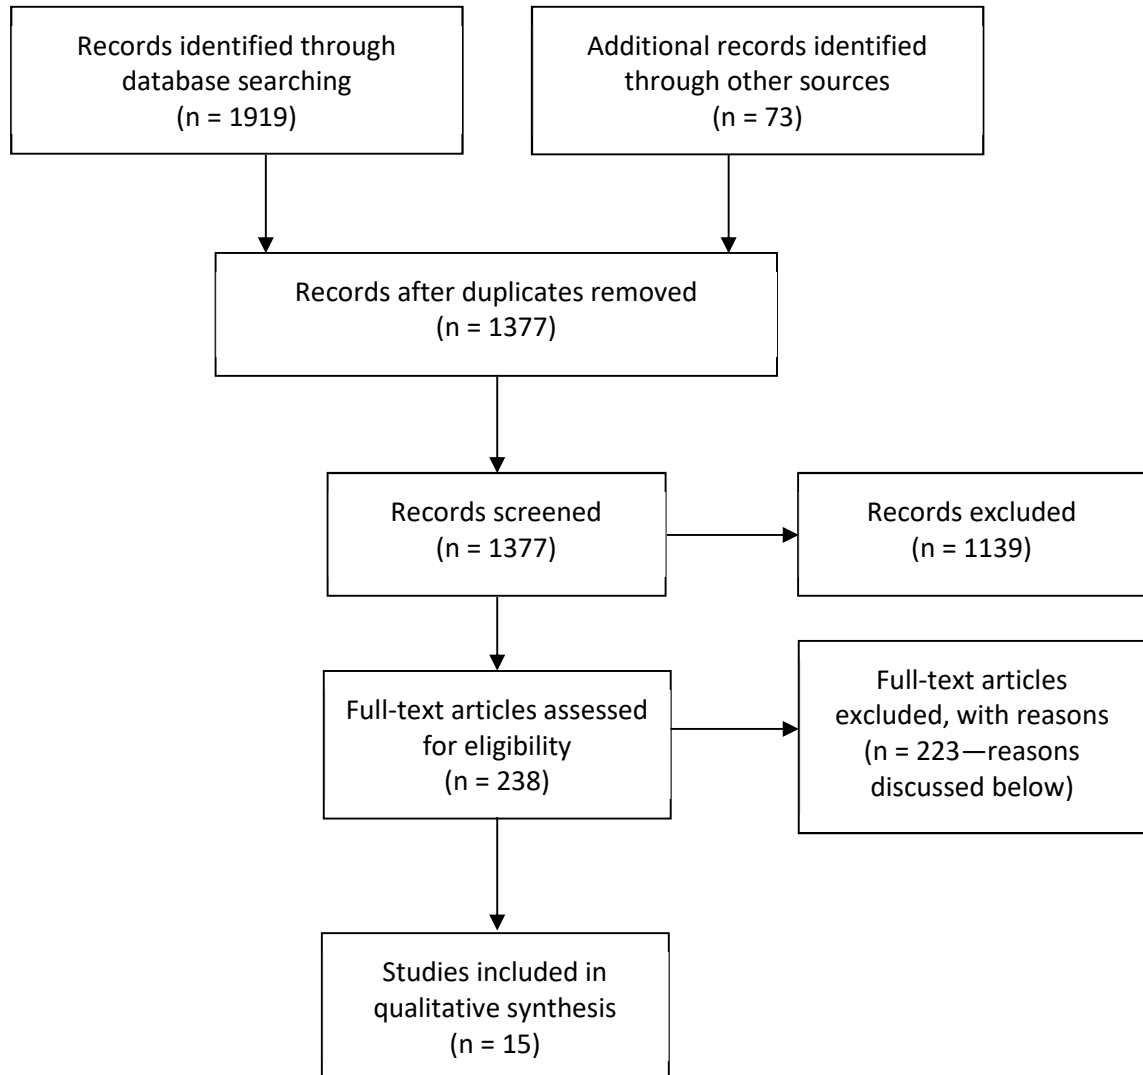 Records identified through
database searching
(n = 1919)
Additional records identified
through other sources
(n = 73)
Records after duplicates removed
(n = 1377)
Records screened
(n = 1377)
Records excluded
(n = 1139)
Full-text articles assessed
for eligibility
(n = 238)
Full-text articles
excluded, with reasons
(n = 223—reasons
discussed below)
Studies included in
qualitative synthesis
(n = 15)